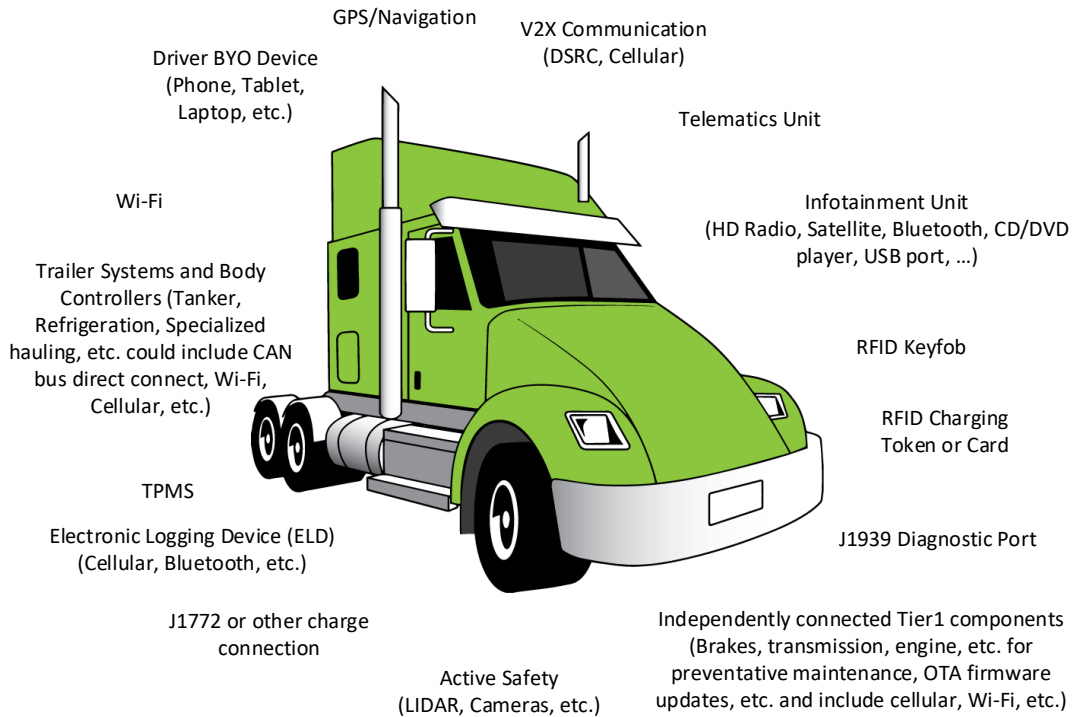 GPS/Navigation
V2X Communication
(DSRC, Cellular)
Driver BYO Device
(Phone, Tablet,
Laptop, etc.)
Telematics Unit
Wi-Fi
Infotainment Unit
(HD Radio, Satellite, Bluetooth, CD/DVD
player, USB port, ...)
Trailer Systems and Body
Controllers (Tanker,
Refrigeration, Specialized
hauling, etc. could include CAN
bus direct connect, Wi-Fi,
Cellular, etc.)
RFID Keyfob
RFID Charging
Token or Card
TPMS
Electronic Logging Device (ELD)
(Cellular, Bluetooth, etc.)
J1939 Diagnostic Port
J1772 or other charge
connection
Independently connected Tier1 components
(Brakes, transmission, engine, etc. for
preventative maintenance, OTA firmware
updates, etc. and include cellular, Wi-Fi, etc.)
Active Safety
(LIDAR, Cameras, etc.)